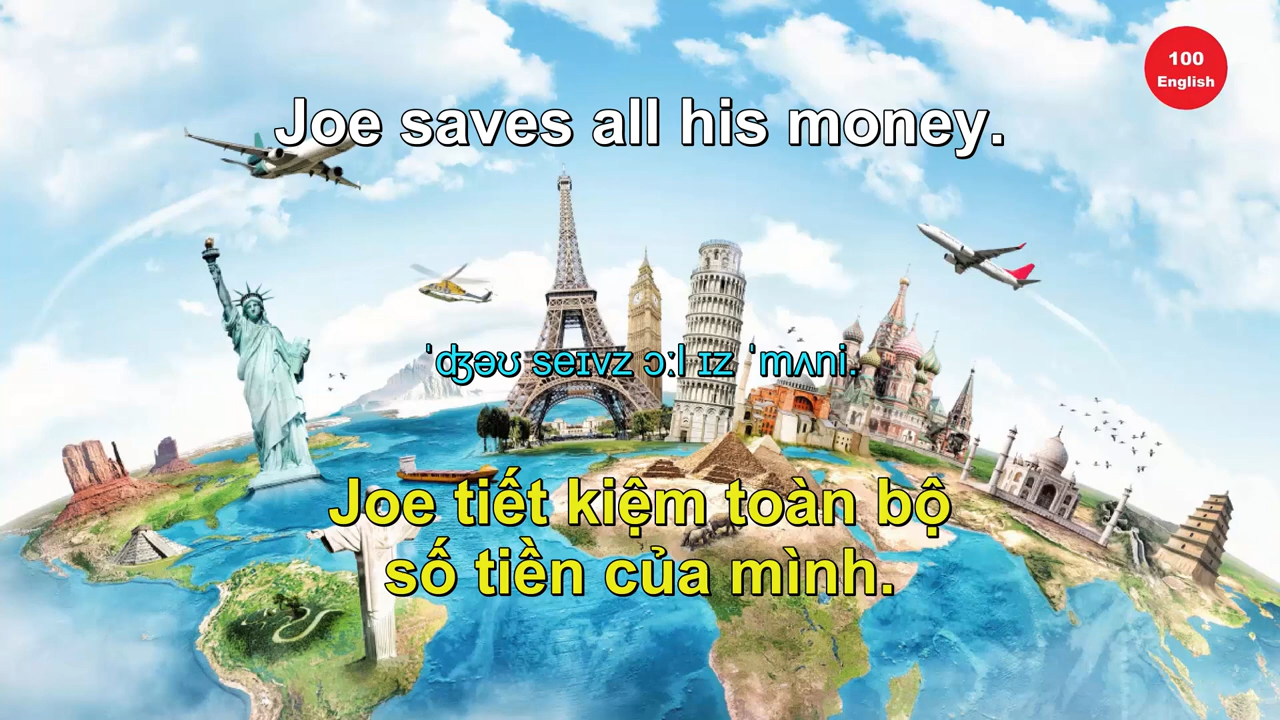 100
English
Joe saves all his money.
ˈʤəʊ seɪvz ɔːl ɪz ˈmʌni.
Joe tiết kiệm toàn bộ
số tiền của mình.